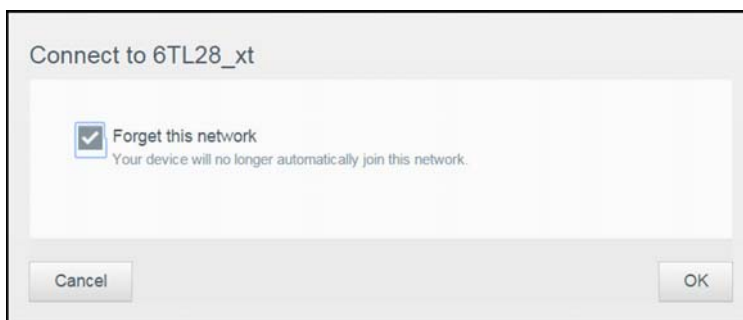 Connect to 6TL28_xt
Forget this network
Your device will no longer automatically join this network.
Cancel
OK